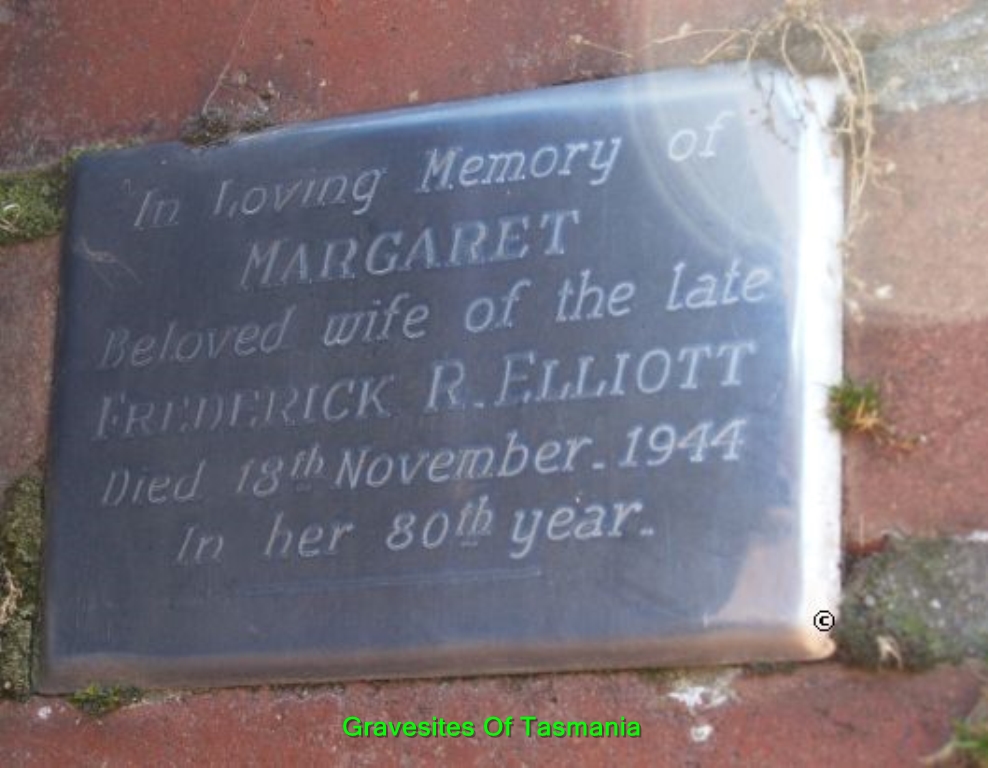 In Loving Memory of
MARGARET
Beloved wife of the late
FREDERICK R. ELLIOTT
Died 18th November. 1944
In her 80th year.
©
Gravesites Of Tasmania